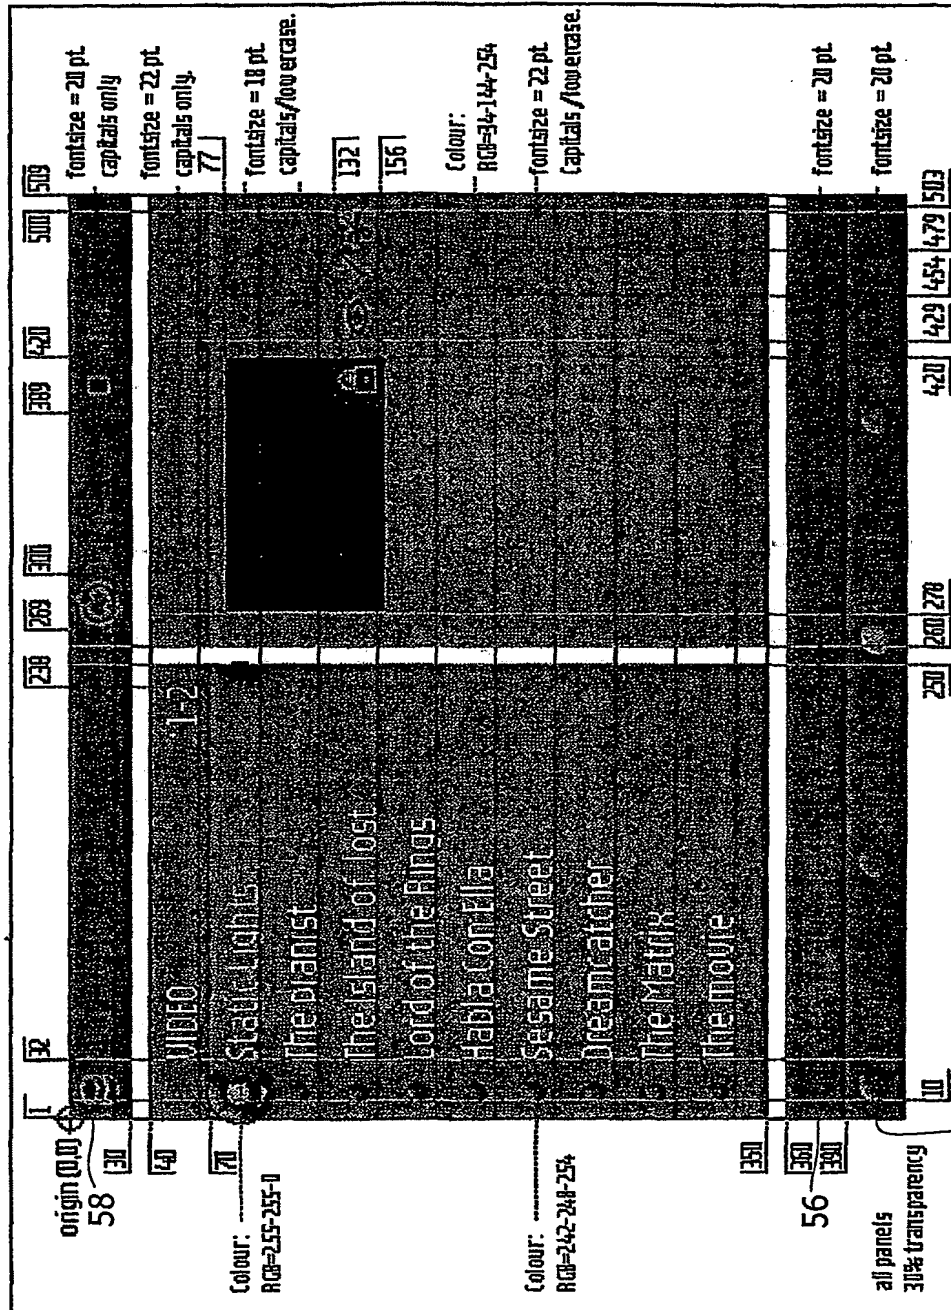 origin (0,0)
58
1
32
238
269
300
389
420
500
509
fontsize = 20 pt.
capitals only
fontsize = 22 pt.
capitals only.
77
fontsize = 18 pt.
capitals/lowercase.
132
156
Colour:
RGB=34-144-254
fontsize = 22 pt.
Capitals /lowercase.
fontsize = 20 pt.
fontsize = 20 pt.
30
40
70
VIDEO
1-2
Static Lights
The pianist
The Island of lost
Lord of the Rings
Habla con Ella
Sesame Street
Dreamcatcher
The Matrix
The movie
Colour:
RGB=255-255-0
Colour:
RGB=242-248-254
350
360
390
56
all panels
30% transparency
10
250
260
270
420
429
454
479
503